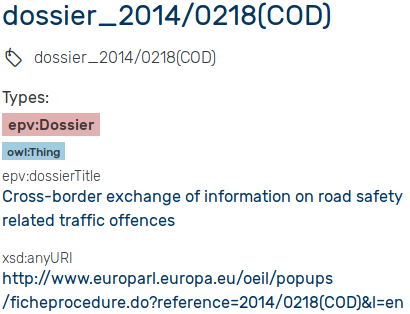 dossier_2014/0218(COD)
dossier_2014/0218(COD)
Types:
epv:Dossier
owl:Thing
epv:dossierTitle
Cross-border exchange of information on road safety
related traffic offences
xsd:anyURI
http://www.europarl.europa.eu/oeil/popups
/ficheprocedure.do?reference=2014/0218(COD)&l=en